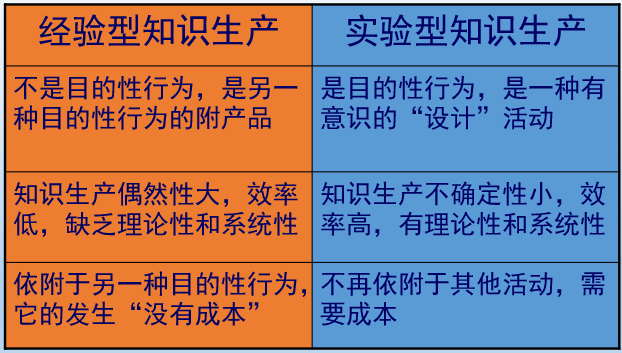 经验型知识生产
实验型知识生产
不是目的性行为，是另一
种目的性行为的附产品
是目的性行为，是一种有
意识的“设计”活动
知识生产偶然性大，效率
低，缺乏理论性和系统性
知识生产不确定性小，效
率高，有理论性和系统性
依附于另一种目的性行为，
它的发生“没有成本”
不再依附于其他活动，需
要成本